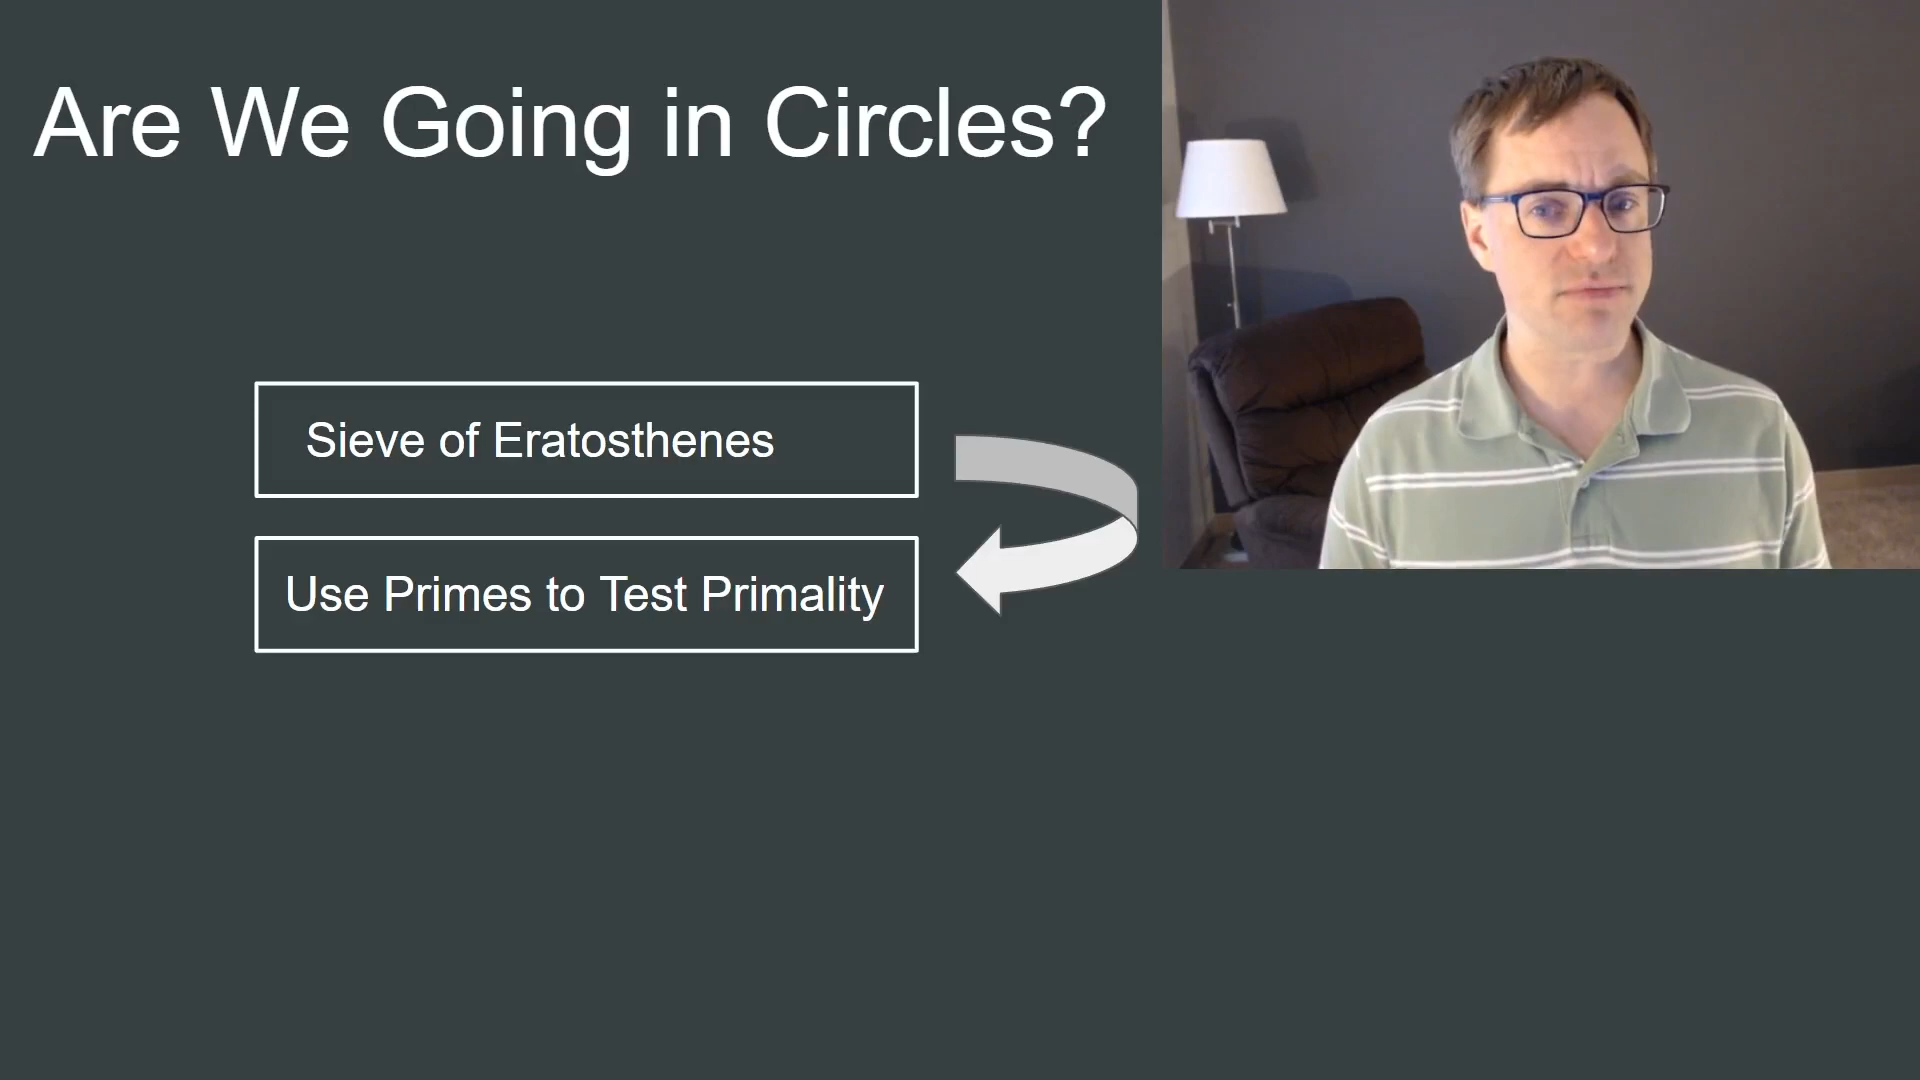 Are We Going in Circles?
Sieve of Eratosthenes
Use Primes to Test Primality